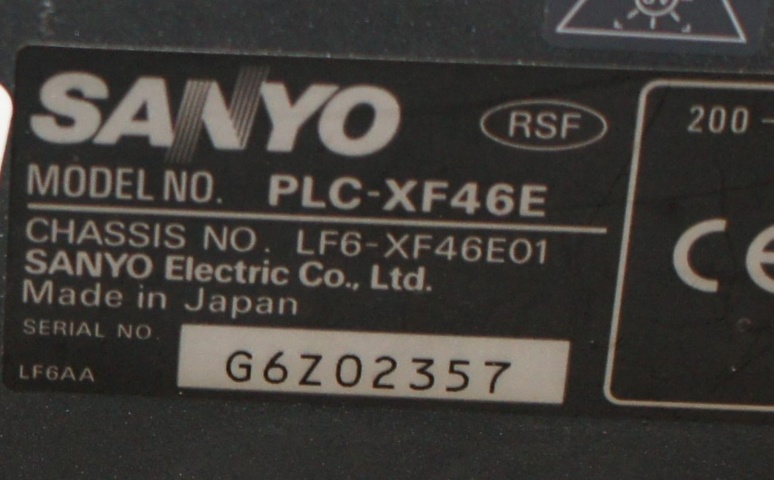 SANYO RSF
MODEL NO. PLC-XF46E
CHASSIS NO. LF6-XF46E01
SANYO Electric Co., Ltd.
Made in Japan
SERIAL NO.
G6Z02357
LF6AA
200 -
CE
UV